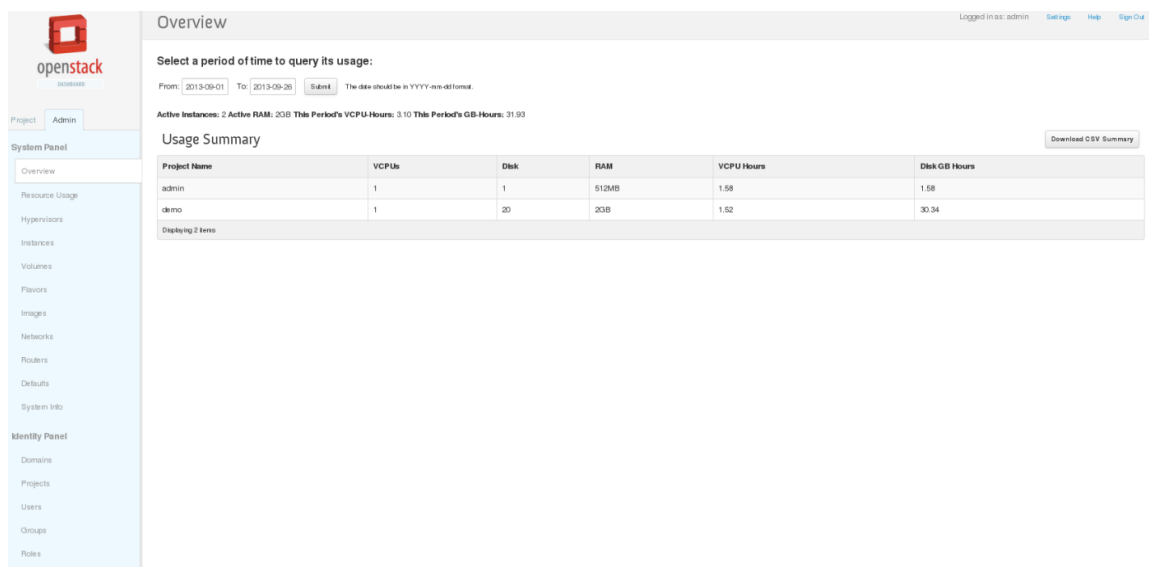 Overview
Logged in as: admin Settings Help Sign Out
openstack
DASHBOARD
Project Admin
System Panel
Overview
Resource Usage
Hypervisors
Instances
Volumes
Flavors
Images
Networks
Routers
Defaults
System Info
Identity Panel
Domains
Projects
Users
Groups
Roles
Select a period of time to query its usage:
From: 2013-09-01 To: 2013-09-26 Submit The date should be in YYYY-mm-dd format.
Active Instances: 2 Active RAM: 2GB This Period's VCPU-Hours: 3.10 This Period's GB-Hours: 31.93
Usage Summary
Download CSV Summary
Project Name VCPUs Disk RAM VCPU Hours Disk GB Hours
admin 1 1 512MB 1.58 1.58
demo 1 20 2GB 1.52 30.34
Displaying 2 items